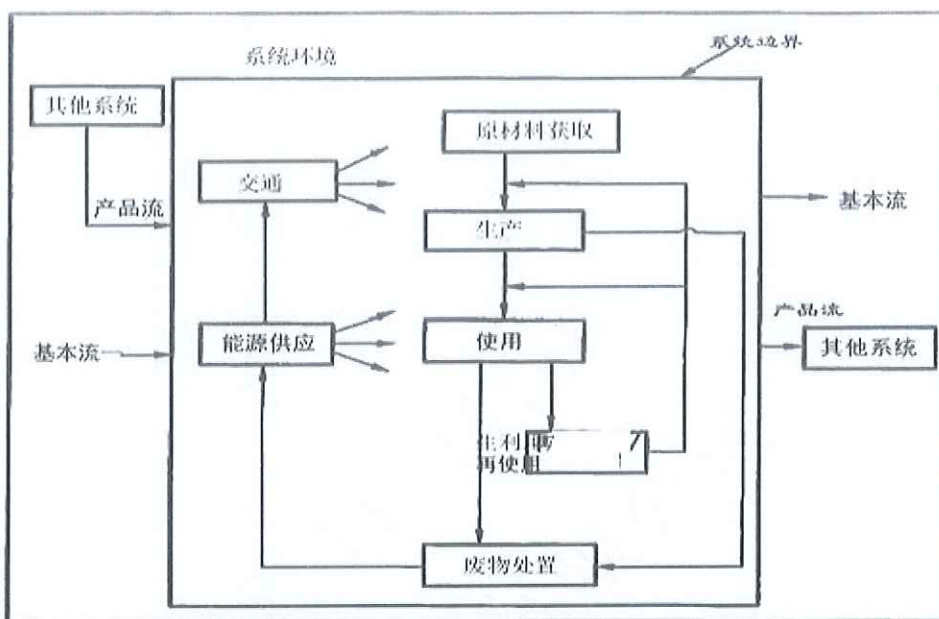 系统环境
系统边界
其他系统
原材料获取
交通
产品流
基本流
生产
产品流
能源供应
使用
基本流
其他系统
生利用/
再使用
废物处置